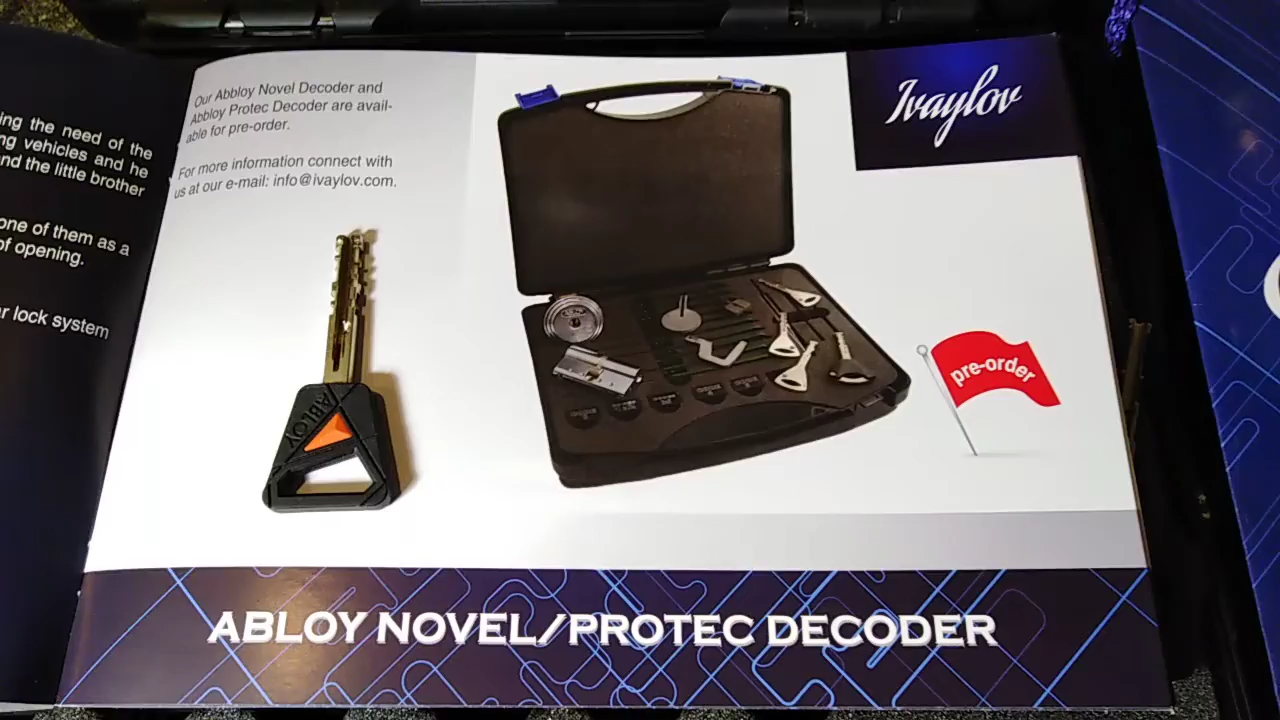 ing the need of the
ng vehicles and he
nd the little brother
one of them as a
of opening.
r lock system
Our Abbloy Novel Decoder and
Abbloy Protec Decoder are avail-
able for pre-order.
For more information connect with
us at our e-mail: info@ivaylov.com.
Ivaylov
ABLOY
pre-order
ABLOY NOVEL/PROTEC DECODER